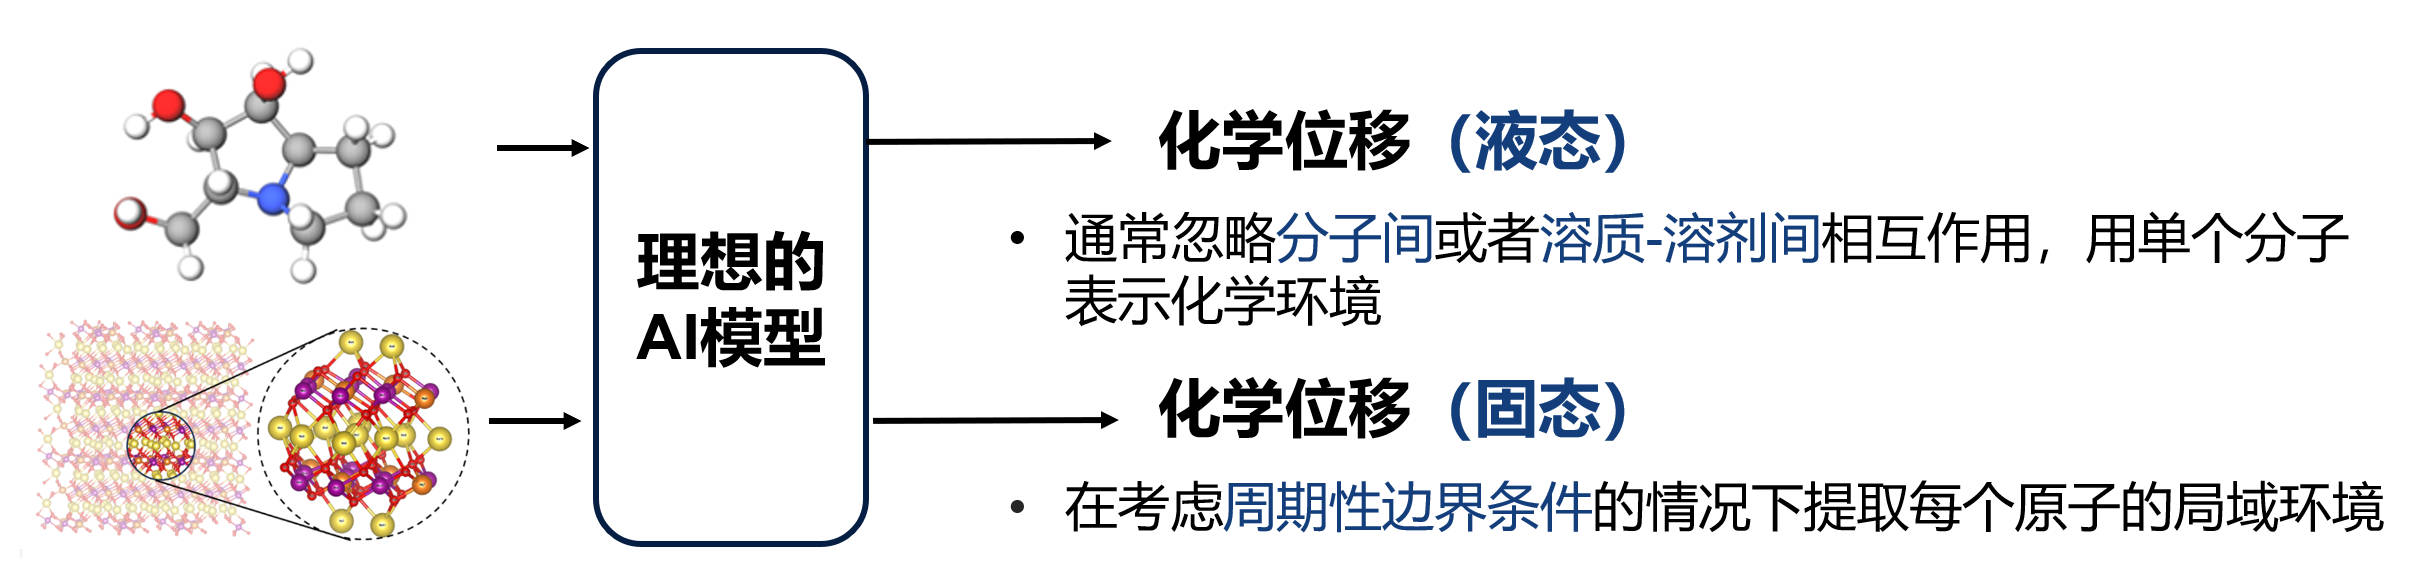 理想的
AI模型
化学位移（液态）
• 通常忽略分子间或者溶质-溶剂间相互作用，用单个分子
表示化学环境
化学位移（固态）
• 在考虑周期性边界条件的情况下提取每个原子的局域环境